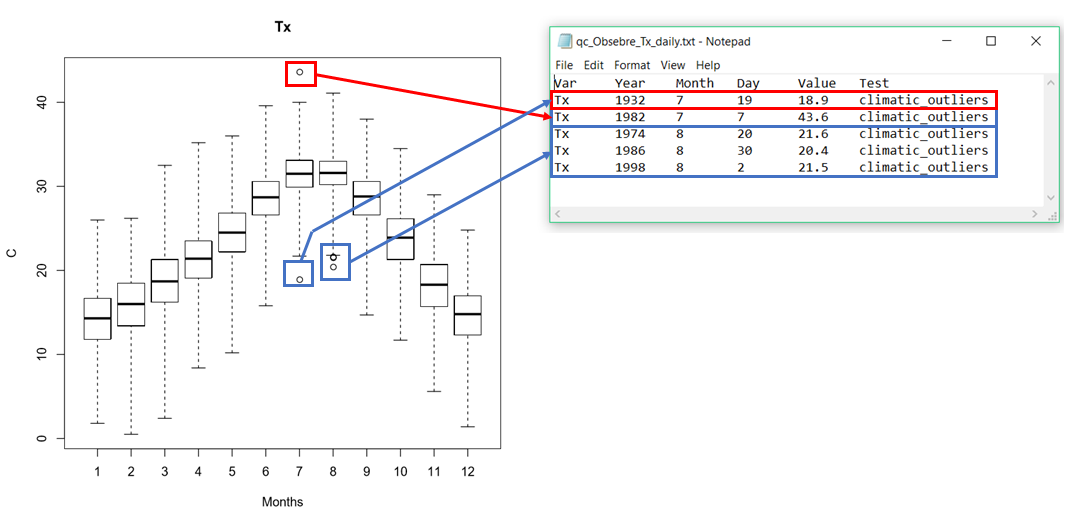 Tx
40
30
20
10
0
C
1 2 3 4 5 6 7 8 9 10 11 12
Months
qc_Obsebre_Tx_daily.txt - Notepad
File Edit Format View Help
Var Year Month Day Value Test
Tx 1932 7 19 18.9 climatic_outliers
Tx 1982 7 7 43.6 climatic_outliers
Tx 1974 8 20 21.6 climatic_outliers
Tx 1986 8 30 20.4 climatic_outliers
Tx 1998 8 2 21.5 climatic_outliers